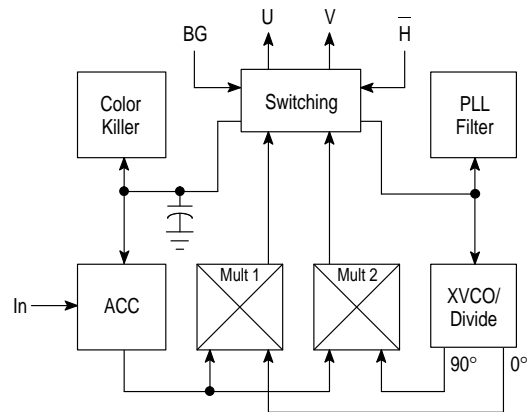 U
V
BG
H̅
Color
Killer
Switching
PLL
Filter
In
ACC
Mult 1
Mult 2
XVCO/
Divide
90°
0°